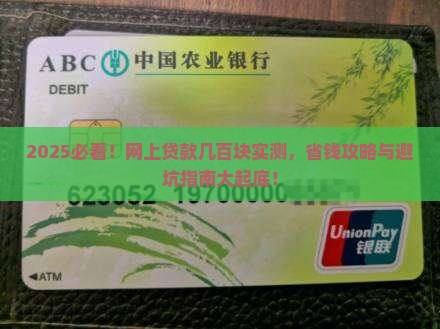 ABC 中国农业银行
DEBIT
2025必看！网上贷款几百块实测，省钱攻略与避
坑指南大起底！
623052 19700000
UnionPay
银联
◄ATM